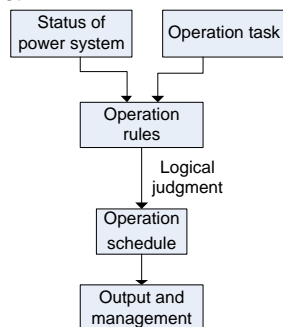 Status of
power system
Operation task
Operation
rules
Logical
judgment
Operation
schedule
Output and
management